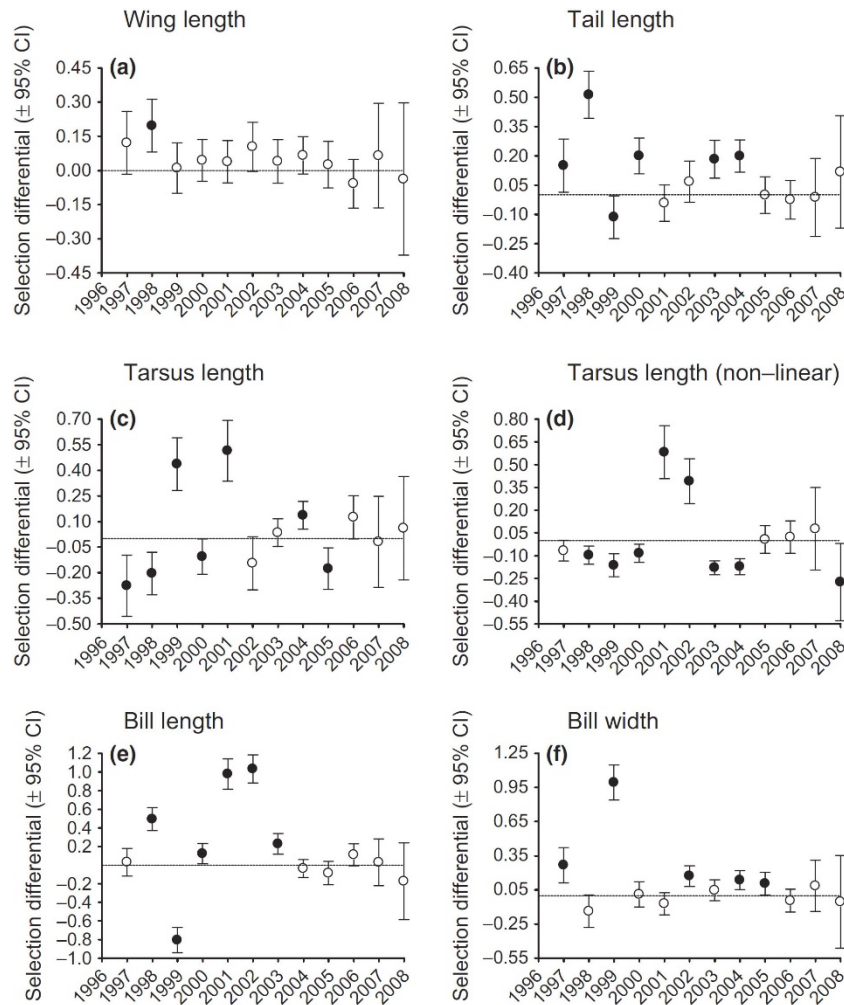 Wing length
Tail length
(a)
(b)
Selection differential (± 95% CI)
0.45
0.30
0.15
0.00
−0.15
−0.30
−0.45
1996 1997 1998 1999 2000 2001 2002 2003 2004 2005 2006 2007 2008
Selection differential (± 95% CI)
0.65
0.50
0.35
0.20
0.05
−0.10
−0.25
−0.40
1996 1997 1998 1999 2000 2001 2002 2003 2004 2005 2006 2007 2008
Tarsus length
Tarsus length (non–linear)
(c)
(d)
Selection differential (± 95% CI)
0.70
0.55
0.40
0.25
0.10
−0.05
−0.20
−0.35
−0.50
1996 1997 1998 1999 2000 2001 2002 2003 2004 2005 2006 2007 2008
Selection differential (± 95% CI)
0.80
0.65
0.50
0.35
0.20
0.05
−0.10
−0.25
−0.40
−0.55
1996 1997 1998 1999 2000 2001 2002 2003 2004 2005 2006 2007 2008
Bill length
Bill width
(e)
(f)
Selection differential (± 95% CI)
1.2
1.0
0.8
0.6
0.4
0.2
−0.2
−0.4
−0.6
−0.8
−1.0
1996 1997 1998 1999 2000 2001 2002 2003 2004 2005 2006 2007 2008
Selection differential (± 95% CI)
1.25
0.95
0.65
0.35
0.05
−0.25
−0.55
1996 1997 1998 1999 2000 2001 2002 2003 2004 2005 2006 2007 2008